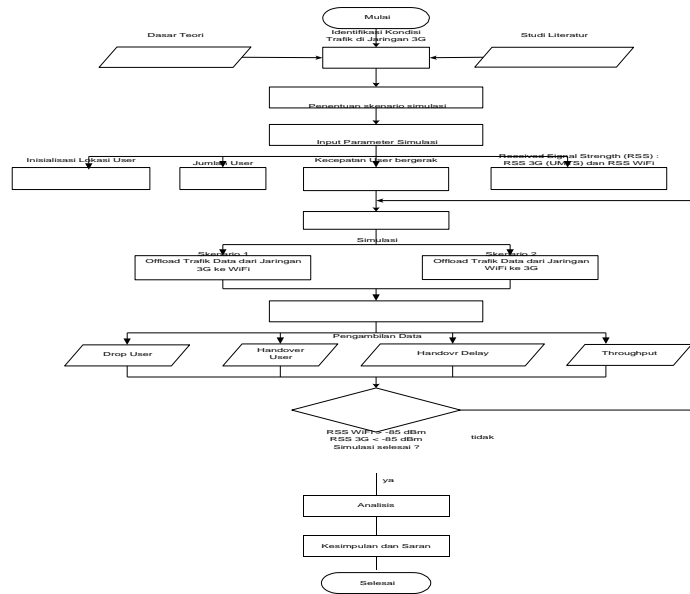 Mulai
Dasar Teori
Identifikasi Kondisi
Trafik di Jaringan 3G
Studi Literatur
Penentuan skenario simulasi
Input Parameter Simulasi
Inisialisasi Lokasi User
Jumlah User
Kecepatan User bergerak
Received Signal Strength (RSS) :
RSS 3G (UMTS) dan RSS WiFi
Simulasi
Skenario 1
Offload Trafik Data dari Jaringan
3G ke WiFi
Skenario 2
Offload Trafik Data dari Jaringan
WiFi ke 3G
Pengambilan Data
Drop User
Handover
User
Handovr Delay
Throughput
RSS WiFi > -85 dBm
RSS 3G < -85 dBm
Simulasi selesai ?
tidak
ya
Analisis
Kesimpulan dan Saran
Selesai